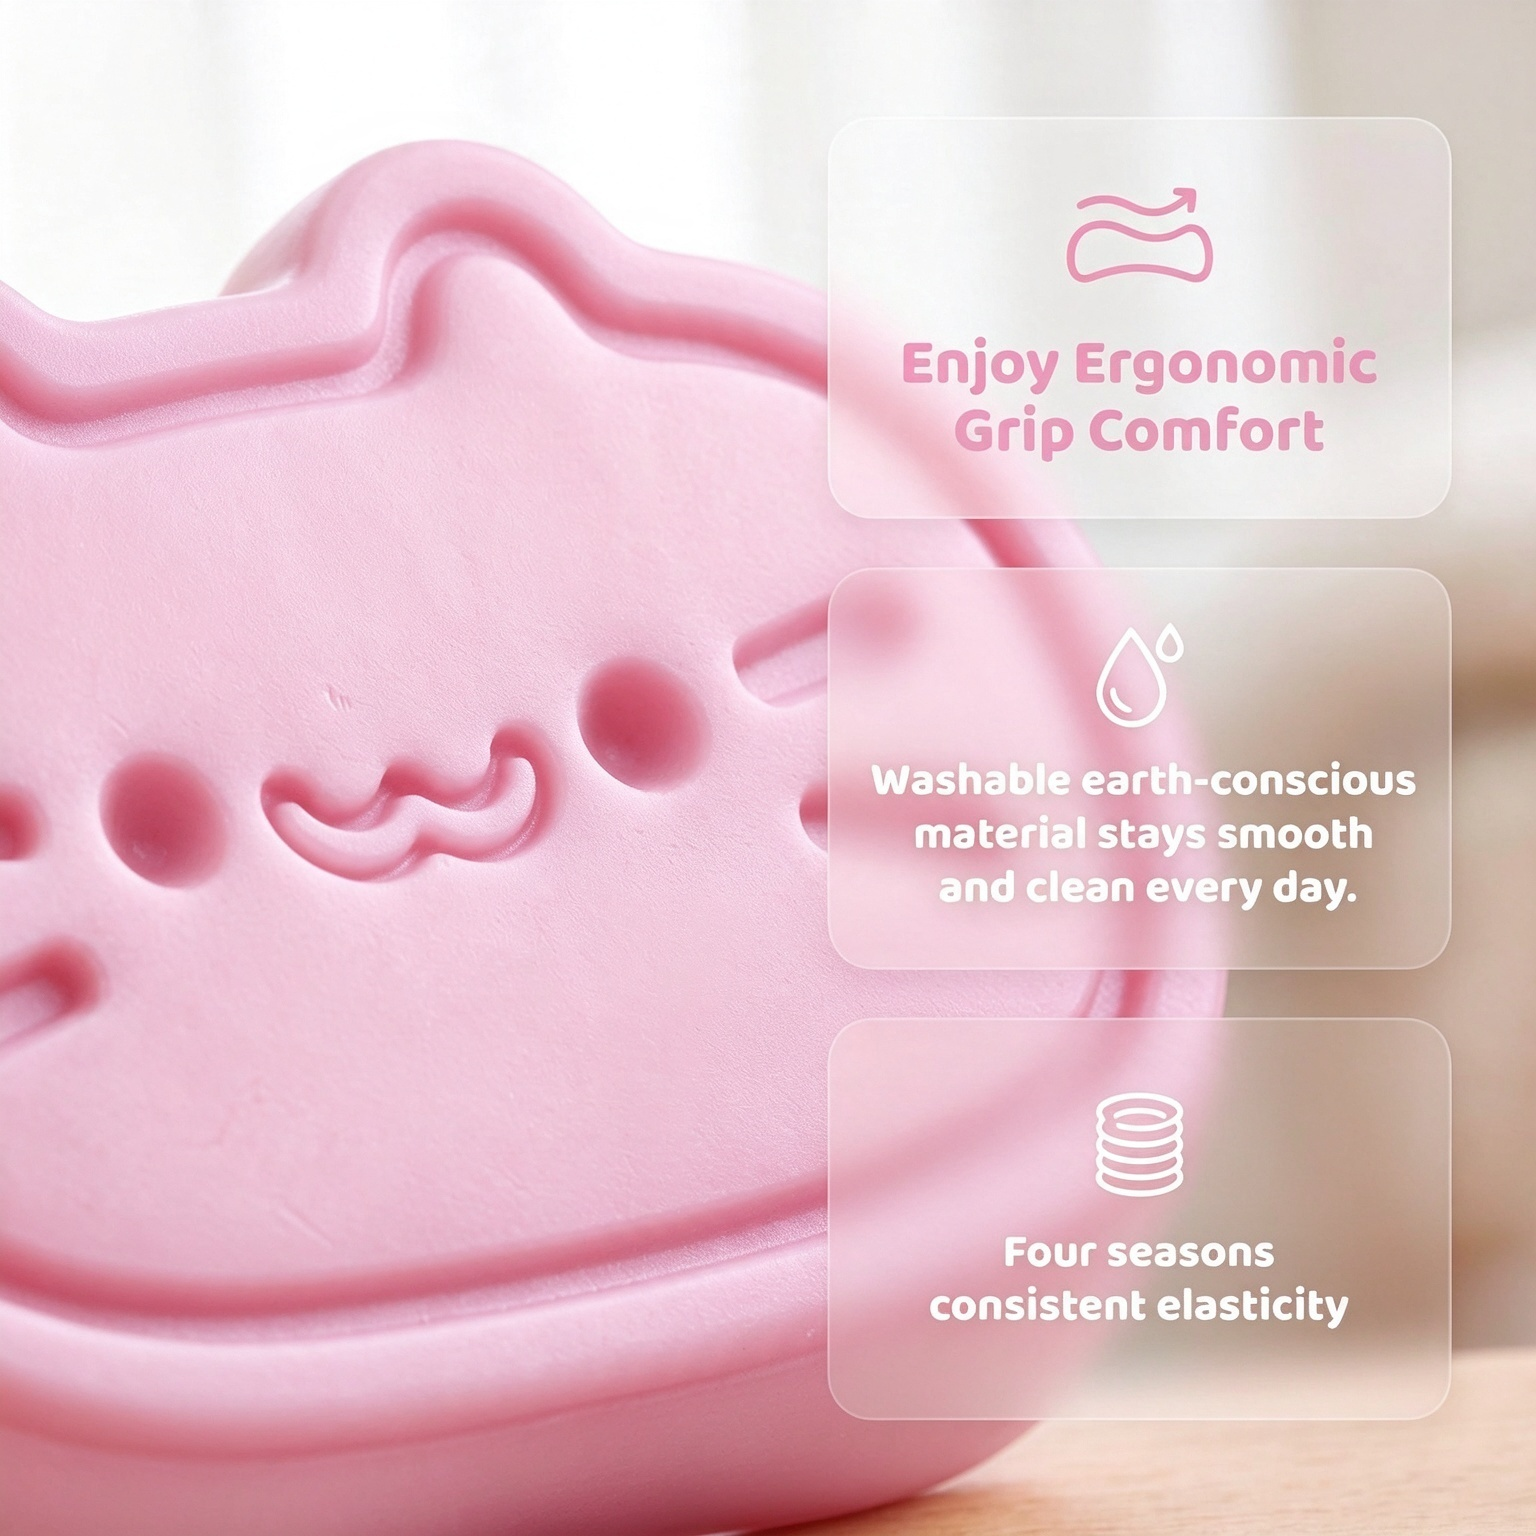 Enjoy Ergonomic
Grip Comfort
Washable earth-conscious
material stays smooth
and clean every day.
Four seasons
consistent elasticity